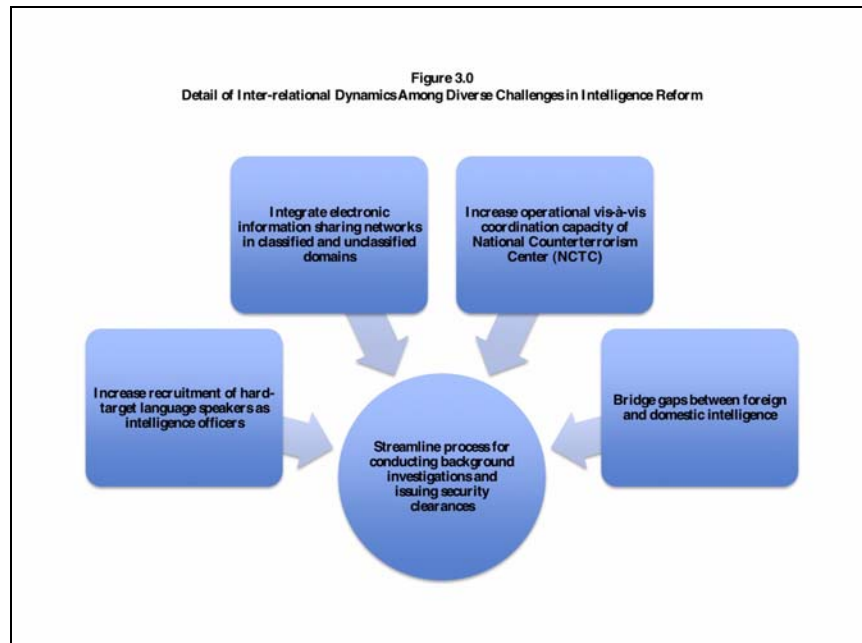 Figure 3.0
Detail of Inter-relational Dynamics Among Diverse Challenges in Intelligence Reform
Integrate electronic
information sharing networks
in classified and unclassified
domains
Increase operational vis-à-vis
coordination capacity of
National Counterterrorism
Center (NCTC)
Increase recruitment of hard-
target language speakers as
intelligence officers
Streamline process for
conducting background
investigations and
issuing security
clearances
Bridge gaps between foreign
and domestic intelligence